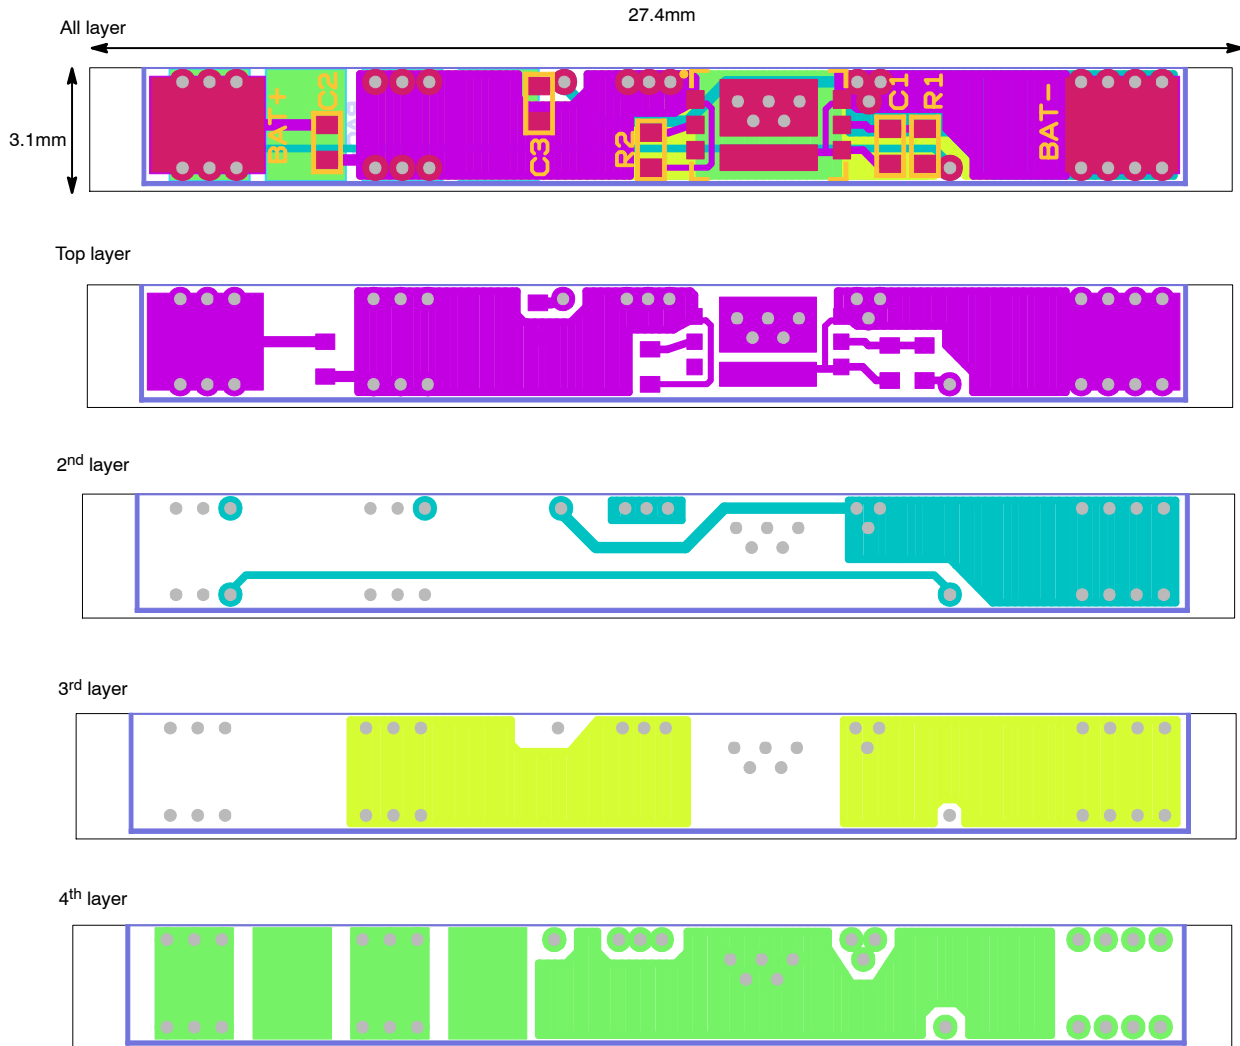 27.4mm
All layer
3.1mm
BAT+
C2
C3
R2
C1
R1
BAT-
Top layer
2nd layer
3rd layer
4th layer